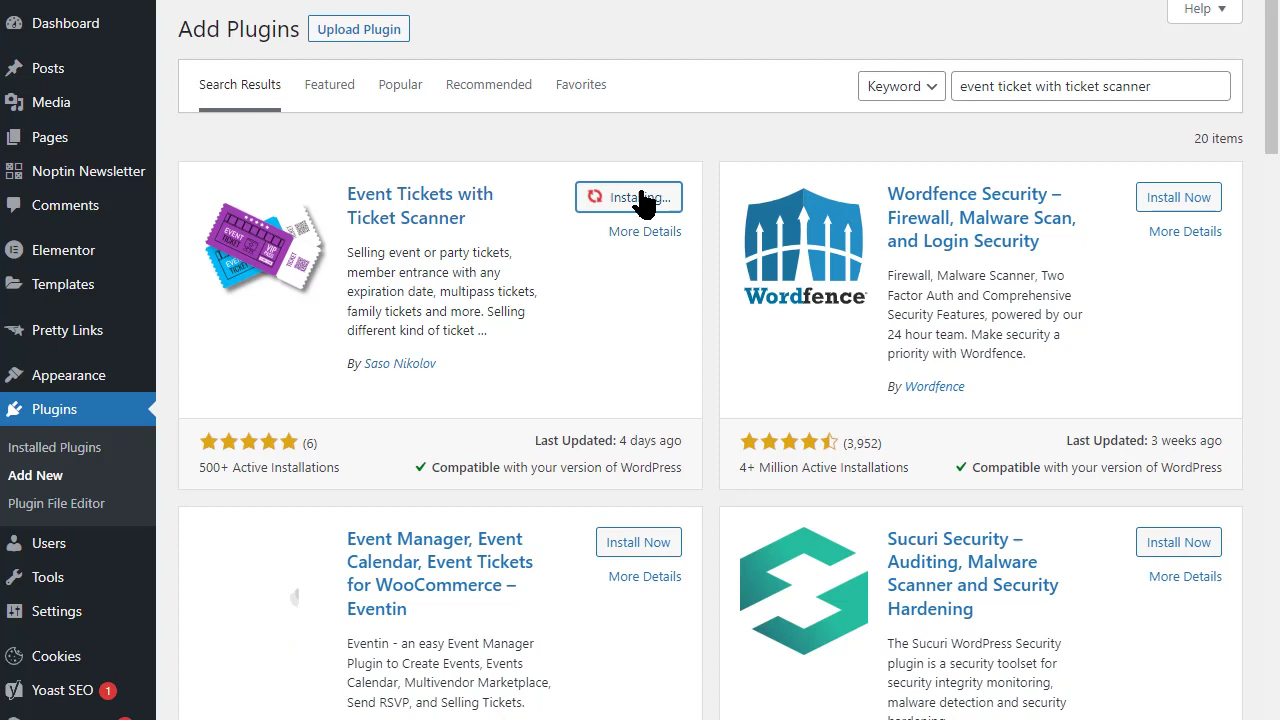 Dashboard
Posts
Media
Pages
Noptin Newsletter
Comments
Elementor
Templates
Pretty Links
Appearance
Plugins
Installed Plugins
Add New
Plugin File Editor
Users
Tools
Settings
Cookies
Yoast SEO 1
Add Plugins
Upload Plugin
Help
Search Results Featured Popular Recommended Favorites
Keyword
event ticket with ticket scanner
20 items
Event Tickets with
Ticket Scanner
Installing...
More Details
Selling event or party tickets,
member entrance with any
expiration date, multipass tickets,
family tickets and more. Selling
different kind of ticket ...
By Saso Nikolov
(6)
Last Updated: 4 days ago
500+ Active Installations
Compatible with your version of WordPress
Wordfence
Wordfence Security –
Firewall, Malware Scan,
and Login Security
Install Now
More Details
Firewall, Malware Scanner, Two
Factor Auth and Comprehensive
Security Features, powered by our
24 hour team. Make security a
priority with Wordfence.
By Wordfence
(3,952)
Last Updated: 3 weeks ago
4+ Million Active Installations
Compatible with your version of WordPress
Event Manager, Event
Calendar, Event Tickets
for WooCommerce –
Eventin
Install Now
More Details
Eventin - an easy Event Manager
Plugin to Create Events, Events
Calendar, Multivendor Marketplace,
Send RSVP, and Selling Tickets.
Sucuri Security –
Auditing, Malware
Scanner and Security
Hardening
Install Now
More Details
The Sucuri WordPress Security
plugin is a security toolset for
security integrity monitoring,
malware detection and security